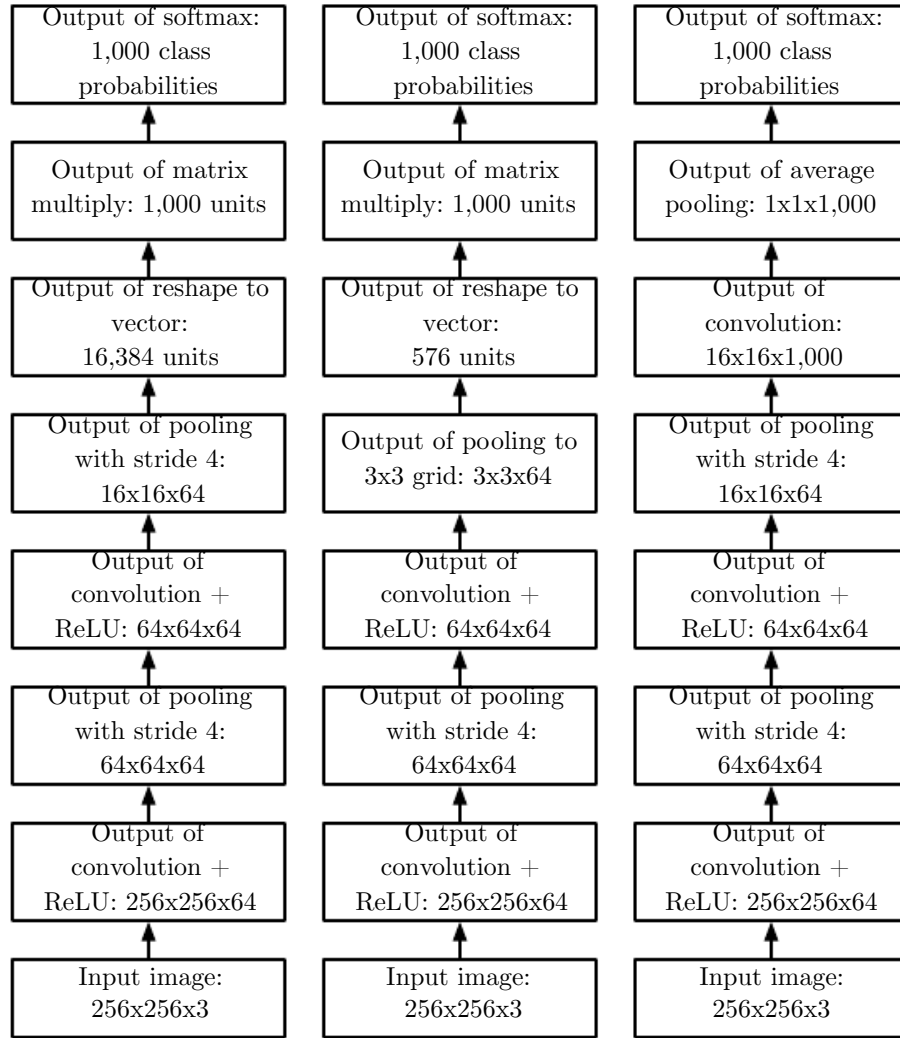 Output of softmax:
1,000 class
probabilities
Output of matrix
multiply: 1,000 units
Output of reshape to
vector:
16,384 units
Output of pooling
with stride 4:
16x16x64
Output of
convolution +
ReLU: 64x64x64
Output of pooling
with stride 4:
64x64x64
Output of
convolution +
ReLU: 256x256x64
Input image:
256x256x3
Output of softmax:
1,000 class
probabilities
Output of matrix
multiply: 1,000 units
Output of reshape to
vector:
576 units
Output of pooling to
3x3 grid: 3x3x64
Output of
convolution +
ReLU: 64x64x64
Output of pooling
with stride 4:
64x64x64
Output of
convolution +
ReLU: 256x256x64
Input image:
256x256x3
Output of softmax:
1,000 class
probabilities
Output of average
pooling: 1x1x1,000
Output of
convolution:
16x16x1,000
Output of pooling
with stride 4:
16x16x64
Output of
convolution +
ReLU: 64x64x64
Output of pooling
with stride 4:
64x64x64
Output of
convolution +
ReLU: 256x256x64
Input image:
256x256x3